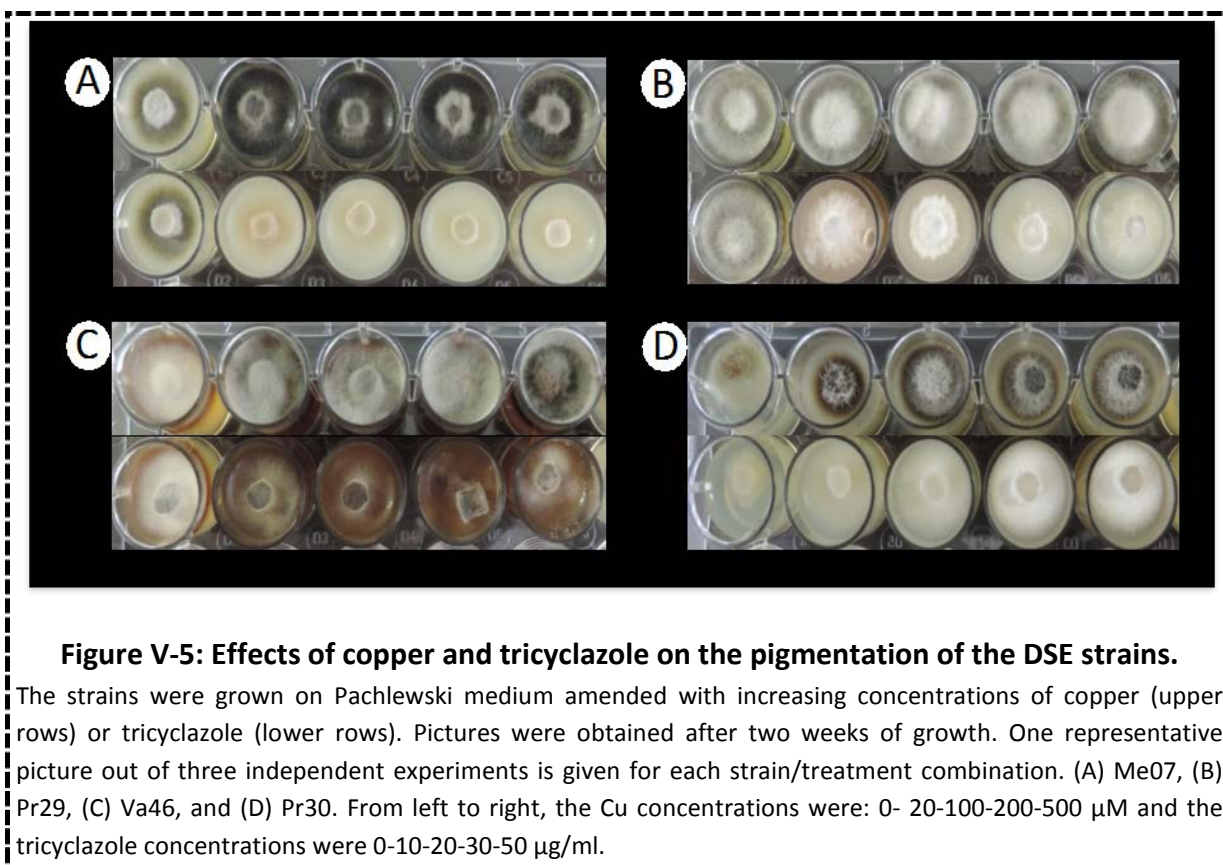 A
B
C
D
Figure V-5: Effects of copper and tricyclazole on the pigmentation of the DSE strains.
The strains were grown on Pachlewski medium amended with increasing concentrations of copper (upper
rows) or tricyclazole (lower rows). Pictures were obtained after two weeks of growth. One representative
picture out of three independent experiments is given for each strain/treatment combination. (A) Me07, (B)
Pr29, (C) Va46, and (D) Pr30. From left to right, the Cu concentrations were: 0- 20-100-200-500 µM and the
tricyclazole concentrations were 0-10-20-30-50 µg/ml.